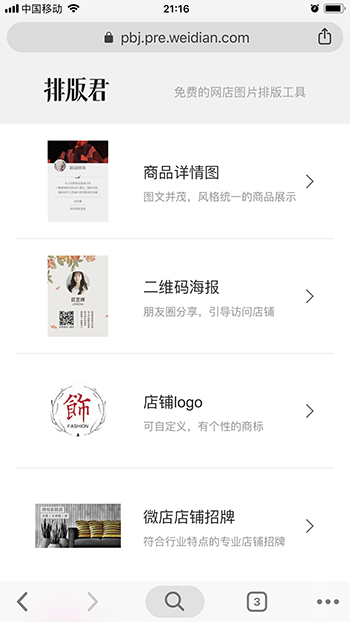 中国移动
21:16
pbj.pre.weidian.com
排版君
免费的网店图片排版工具
商品详情图
图文并茂，风格统一的商品展示
二维码海报
朋友圈分享，引导访问店铺
飾
FASHION
店铺logo
可自定义，有个性的商标
微店店铺招牌
符合行业特点的专业店铺招牌
3